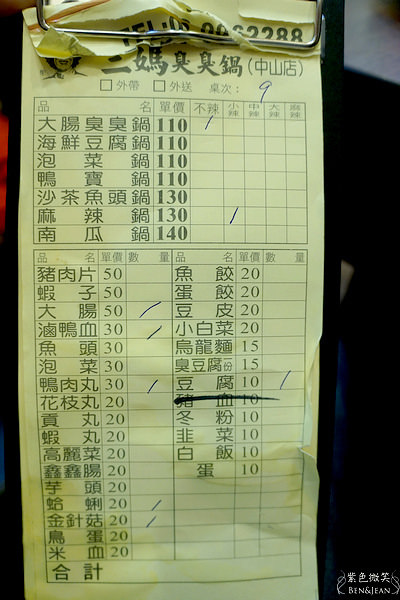 TEL:0 9962288
三媽臭臭鍋(中山店)
□外帶 □外送 桌次: 9
品名 單價 不辣 小辣 中辣 大辣 麻辣
大腸臭臭鍋 110 /
海鮮豆腐鍋 110
泡菜鍋 110
鴨寶鍋 110
沙茶魚頭鍋 130
麻辣鍋 130 /
南瓜鍋 140
品名 單價 數量 品名 單價 數量
豬肉片 50 魚餃 20
蝦子 50 蛋餃 20
大腸 50 / 豆皮 20
滷鴨血 30 / 小白菜 20
魚頭 30 烏龍麵 15
泡菜 30 臭豆腐份 15
鴨肉丸 30 / 豆腐 10 /
花枝丸 20 豬血 10
貢丸 20 冬粉 10
蝦丸 20 韭菜 10
高麗菜 20 白飯 10
鑫鑫腸 20 蛋 10
芋頭 20
蛤蜊 20 /
金針菇 20 /
鳥蛋 20
米血 20
合計
紫色微笑
BEN&JEAN